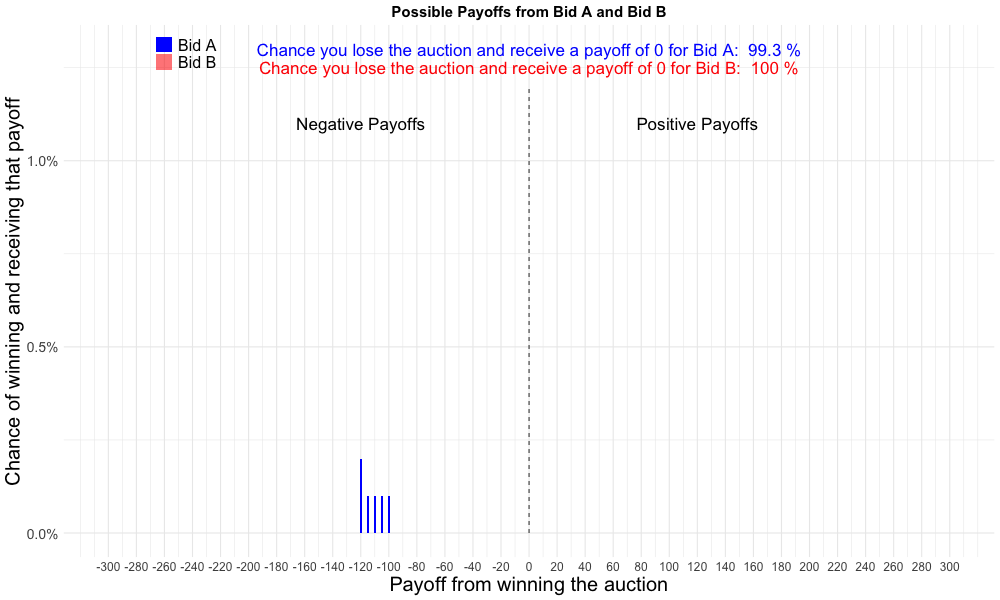 Possible Payoffs from Bid A and Bid B
Bid A
Bid B
Chance you lose the auction and receive a payoff of 0 for Bid A:  99.3 %
Chance you lose the auction and receive a payoff of 0 for Bid B:  100 %
Negative Payoffs
Positive Payoffs
Chance of winning and receiving that payoff
1.0%
0.5%
0.0%
-300 -280 -260 -240 -220 -200 -180 -160 -140 -120 -100 -80 -60 -40 -20 0 20 40 60 80 100 120 140 160 180 200 220 240 260 280 300
Payoff from winning the auction